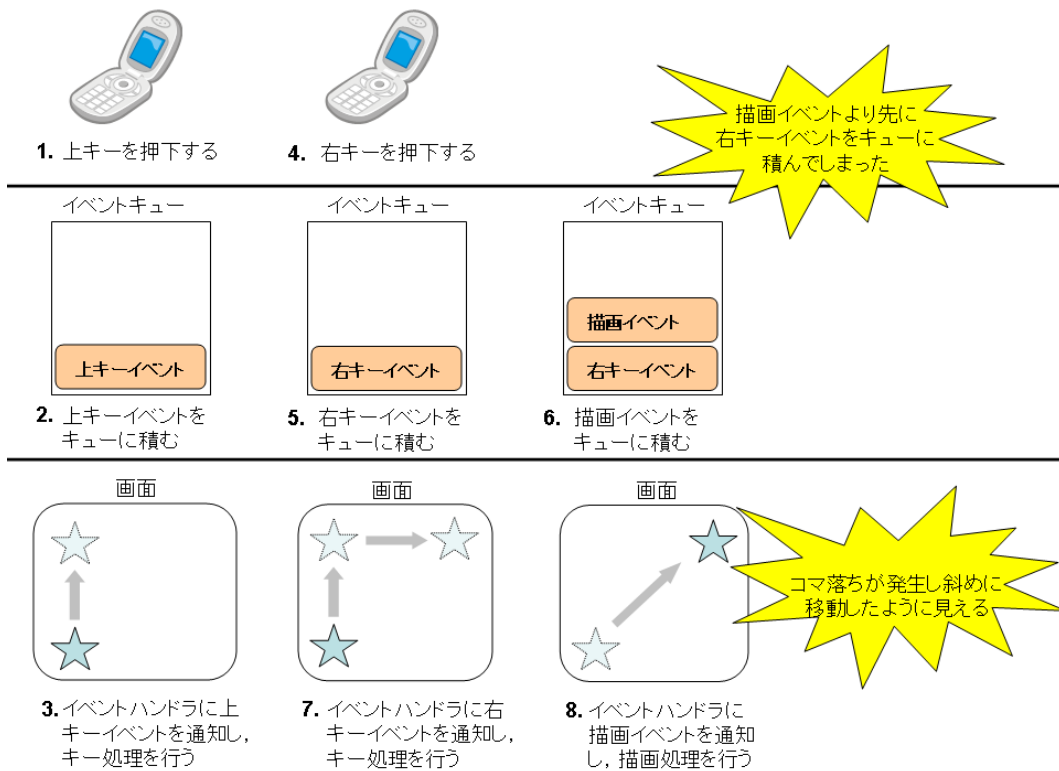 1. 上キーを押下する
4. 右キーを押下する
描画イベントより先に
右キーイベントをキューに
積んでしまった
イベントキュー
イベントキュー
イベントキュー
上キーイベント
右キーイベント
描画イベント
右キーイベント
2. 上キーイベントを
キューに積む
5. 右キーイベントを
キューに積む
6. 描画イベントを
キューに積む
画面
画面
画面
コマ落ちが発生し斜めに
移動したように見える
3. イベントハンドラに上
キーイベントを通知し,
キー処理を行う
7. イベントハンドラに右
キーイベントを通知し,
キー処理を行う
8. イベントハンドラに
描画イベントを通知
し, 描画処理を行う